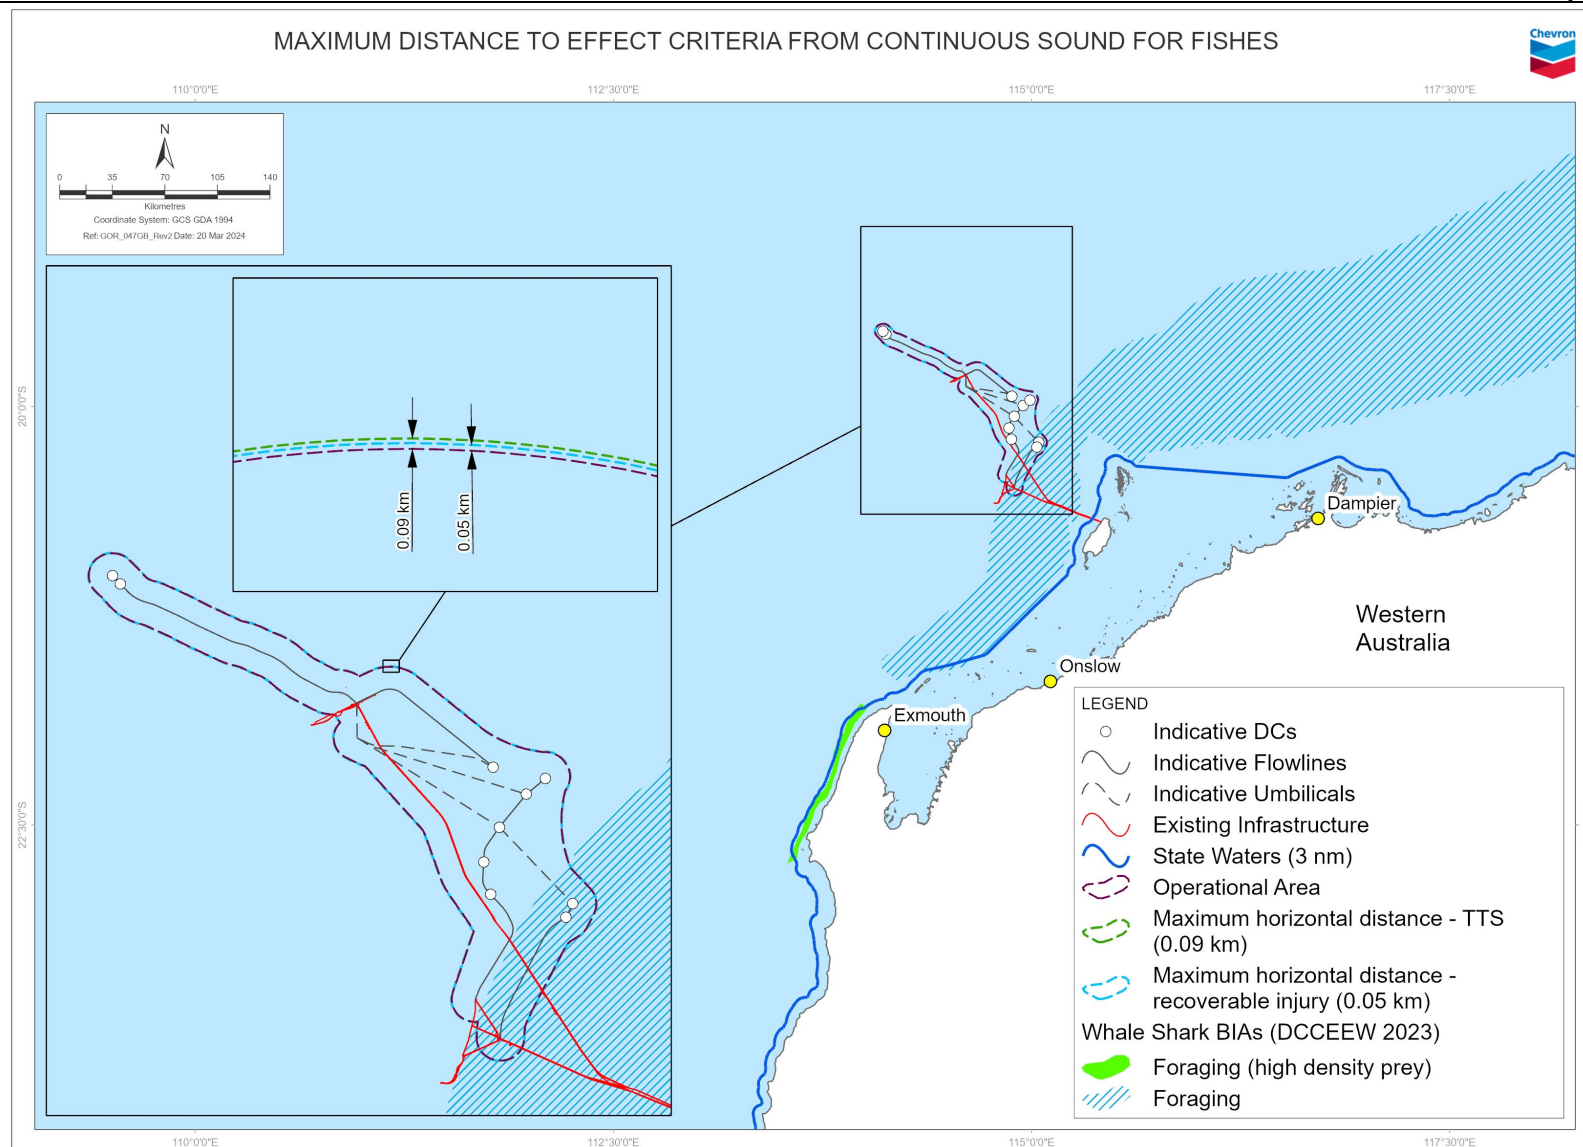 MAXIMUM DISTANCE TO EFFECT CRITERIA FROM CONTINUOUS SOUND FOR FISHES
Chevron
110°0'0"E
112°30'0"E
115°0'0"E
117°30'0"E
N
0 35 70 105 140
Kilometres
Coordinate System: GCS GDA 1994
Ref: GOR_047GB_Rev2 Date: 20 Mar 2024
20°0'0"S
22°30'0"S
0.09 km
0.05 km
Dampier
Onslow
Exmouth
Western
Australia
LEGEND
Indicative DCs
Indicative Flowlines
Indicative Umbilicals
Existing Infrastructure
State Waters (3 nm)
Operational Area
Maximum horizontal distance - TTS
(0.09 km)
Maximum horizontal distance -
recoverable injury (0.05 km)
Whale Shark BIAs (DCCEEW 2023)
Foraging (high density prey)
Foraging
110°0'0"E
112°30'0"E
115°0'0"E
117°30'0"E